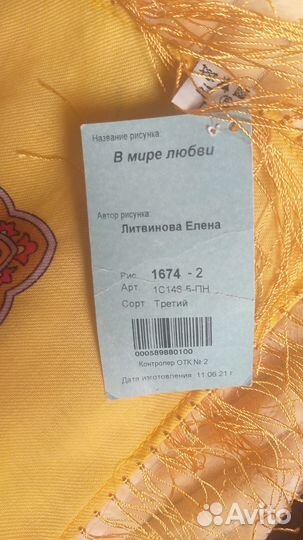 Название рисунка:
В мире любви
Автор рисунка:
Литвинова Елена
Рис. 1674 - 2
Арт. 1С148.6-ПН
Сорт Третий
000589880100
Контролер ОТК № 2
Дата изготовления 11.06.21 г
Avito